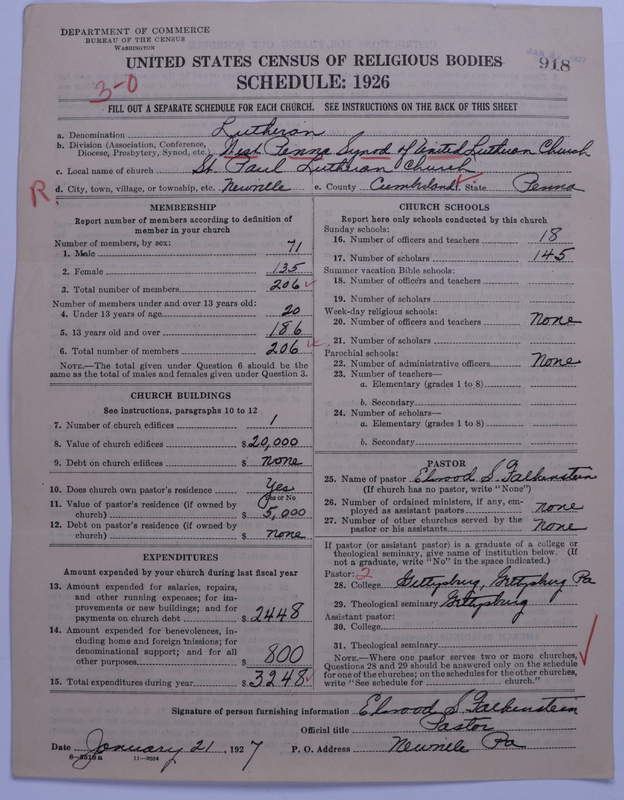 DEPARTMENT OF COMMERCE
BUREAU OF THE CENSUS
WASHINGTON
918
UNITED STATES CENSUS OF RELIGIOUS BODIES
SCHEDULE: 1926
3-0
FILL OUT A SEPARATE SCHEDULE FOR EACH CHURCH. SEE INSTRUCTIONS ON THE BACK OF THIS SHEET
a. Denomination Lutheran
b. Division (Association, Conference, Diocese, Presbytery, Synod, etc.) West Penna Synod of United Lutheran Church
c. Local name of church St. Paul Lutheran Church
R
d. City, town, village, or township, etc. Newville e. County Cumberland f. State Penna
MEMBERSHIP
Report number of members according to definition of member in your church
Number of members, by sex:
1. Male 71
2. Female 135
3. Total number of members 206
Number of members under and over 13 years old:
4. Under 13 years of age 20
5. 13 years old and over 186
6. Total number of members 206
NOTE.—The total given under Question 6 should be the same as the total of males and females given under Question 3.
CHURCH BUILDINGS
See instructions, paragraphs 10 to 12
7. Number of church edifices 1
8. Value of church edifices $20,000
9. Debt on church edifices $ none
10. Does church own pastor's residence Yes
Yes or No
11. Value of pastor's residence (if owned by church) $ 5,000
12. Debt on pastor's residence (if owned by church) $ none
EXPENDITURES
Amount expended by your church during last fiscal year
13. Amount expended for salaries, repairs, and other running expenses; for improvements or new buildings; and for payments on church debt $2448
14. Amount expended for benevolences, including home and foreign missions; for denominational support; and for all other purposes $ 800
15. Total expenditures during year $3248
CHURCH SCHOOLS
Report here only schools conducted by this church
Sunday schools:
16. Number of officers and teachers 18
17. Number of scholars 145
Summer vacation Bible schools:
18. Number of officers and teachers
19. Number of scholars
Week-day religious schools:
20. Number of officers and teachers None
21. Number of scholars
Parochial schools:
22. Number of administrative officers None
23. Number of teachers—
a. Elementary (grades 1 to 8)
b. Secondary
24. Number of scholars—
a. Elementary (grades 1 to 8)
b. Secondary
PASTOR
25. Name of pastor Elwood S. Falkenstein
(If church has no pastor, write "None")
26. Number of ordained ministers, if any, employed as assistant pastors none
27. Number of other churches served by the pastor or his assistants None
If pastor (or assistant pastor) is a graduate of a college or theological seminary, give name of institution below. (If not a graduate, write "No" in the space indicated.)
Pastor: 2
28. College Gettysburg, Gettysburg Pa
29. Theological seminary Gettysburg
Assistant pastor:
30. College
31. Theological seminary
NOTE.—Where one pastor serves two or more churches, Questions 28 and 29 should be answered only on the schedule for one of the churches; on the schedules for the other churches, write "See schedule for church."
Signature of person furnishing information Elwood S. Falkenstein
Official title Pastor
Date January 21, 1927 P. O. Address Newville Pa
8—5516a 11—9054